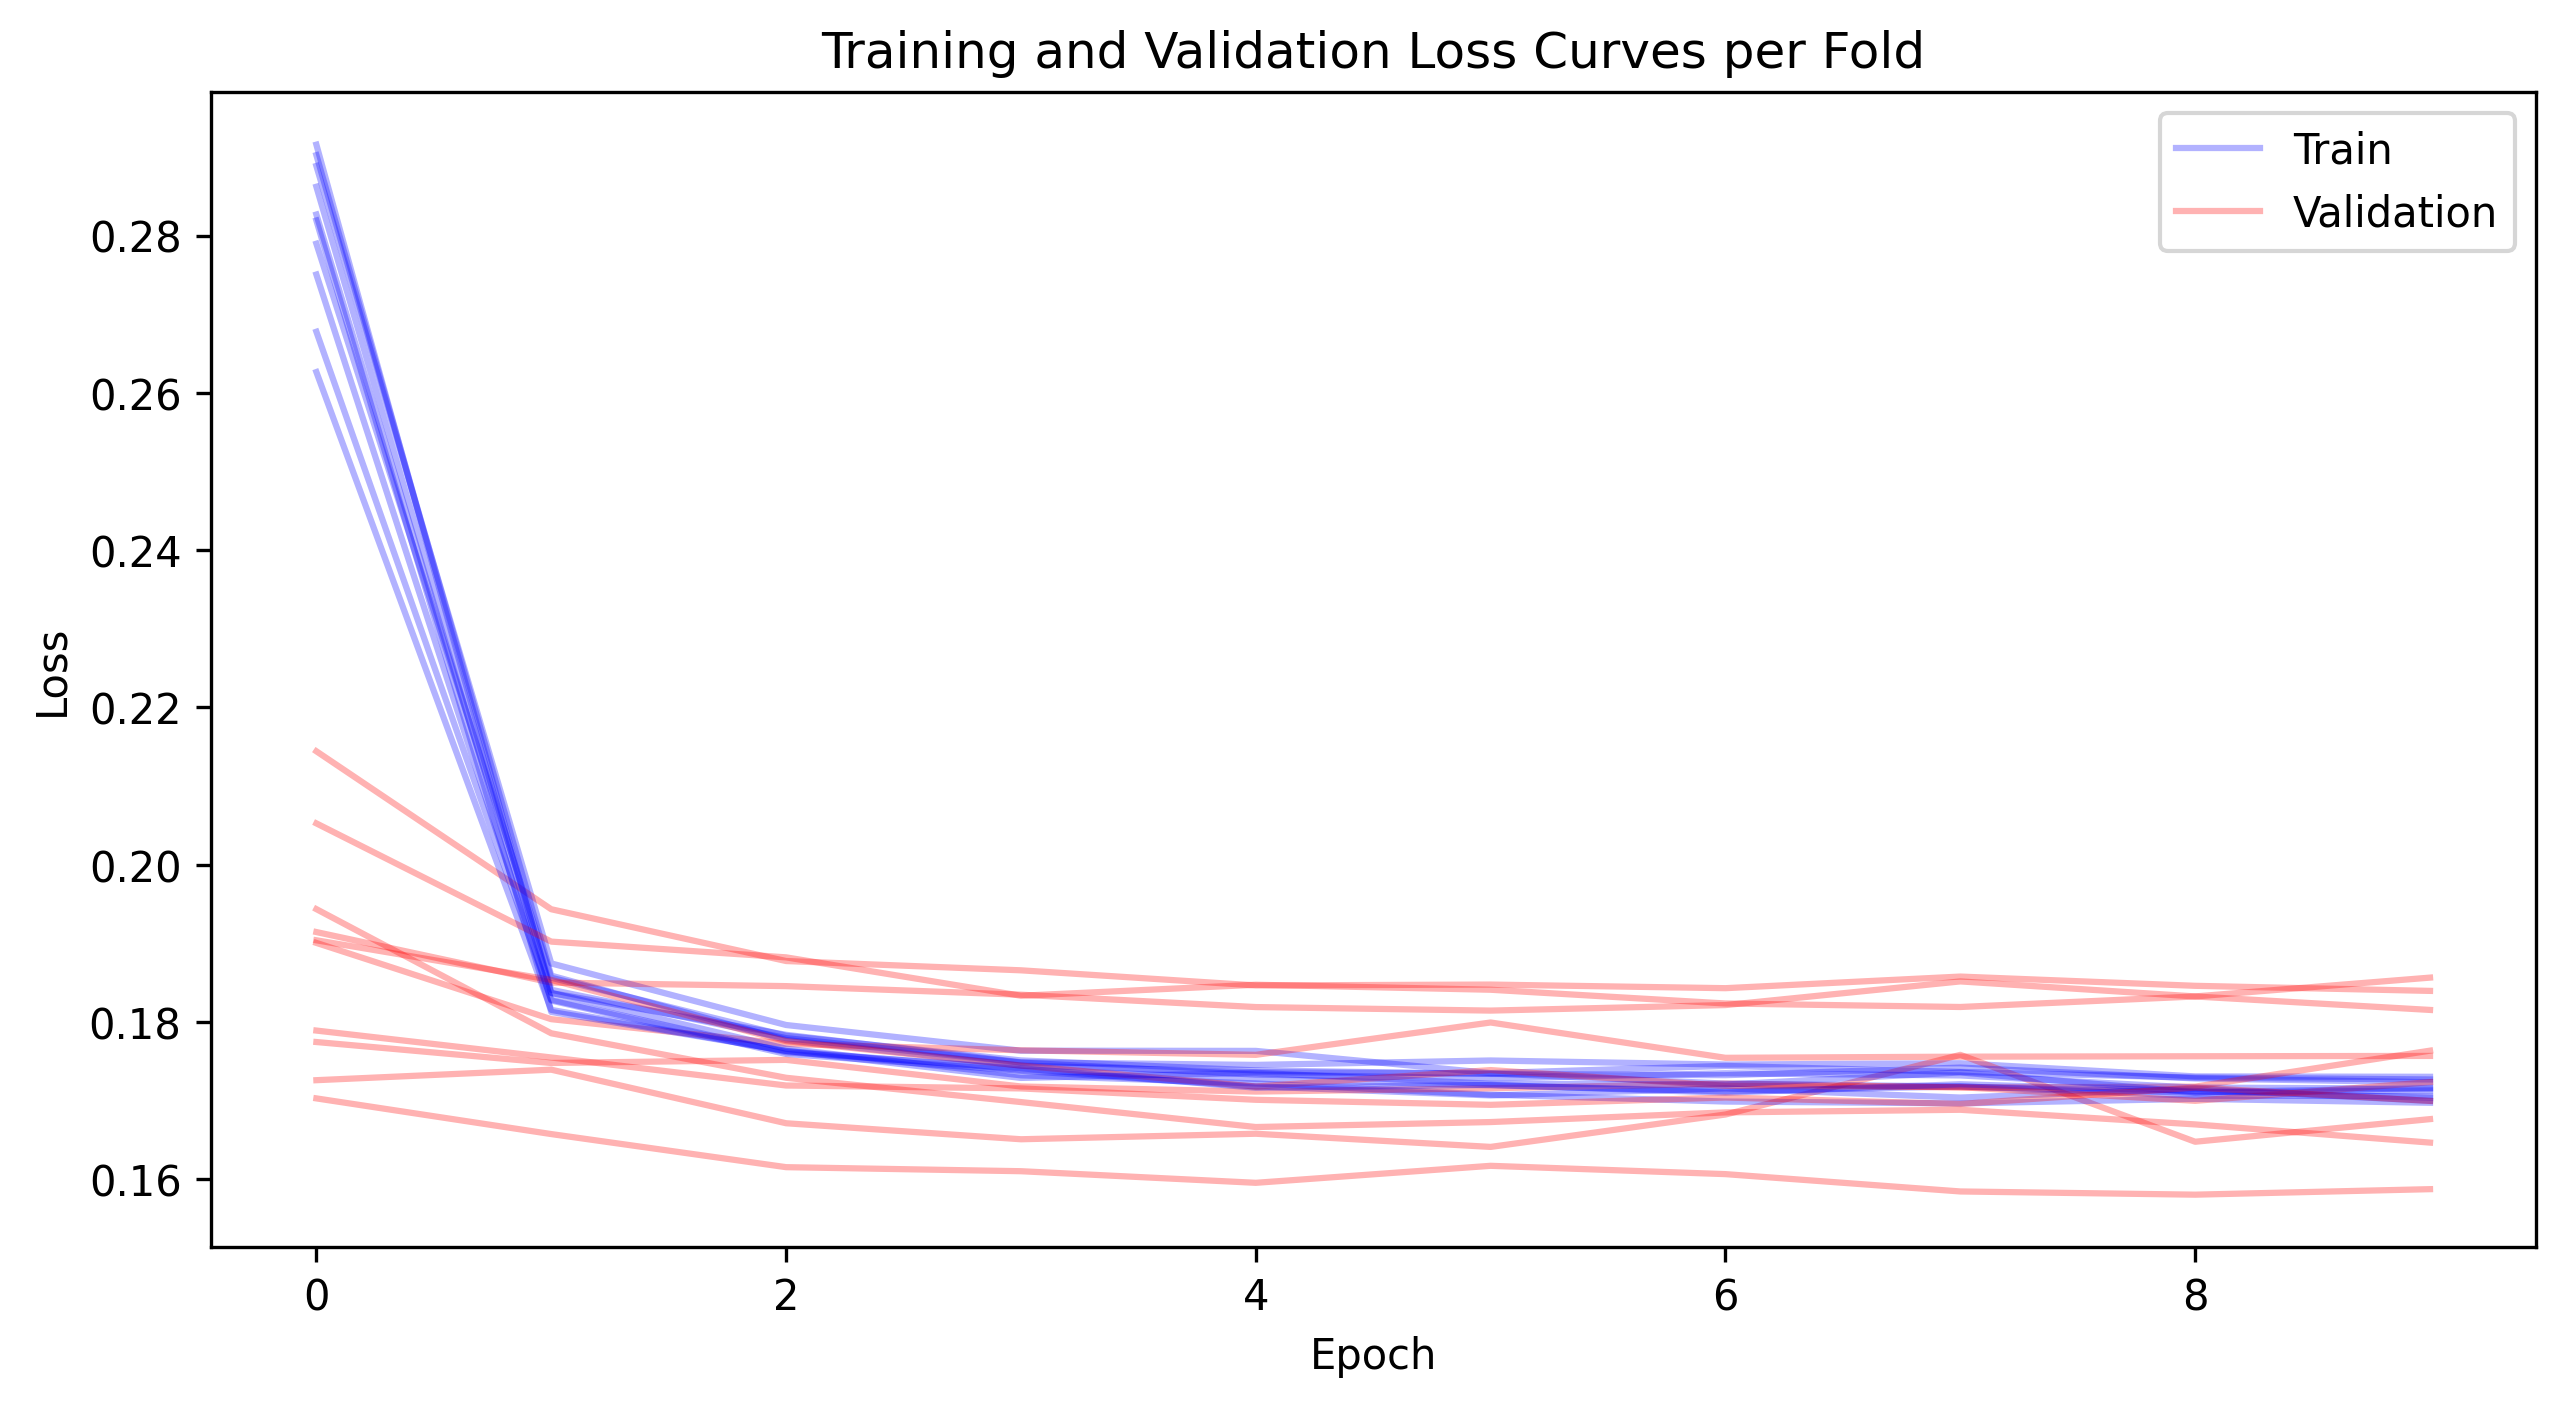 Training and Validation Loss Curves per Fold
Train
Validation
Loss
0.28
0.26
0.24
0.22
0.20
0.18
0.16
0 2 4 6 8
Epoch